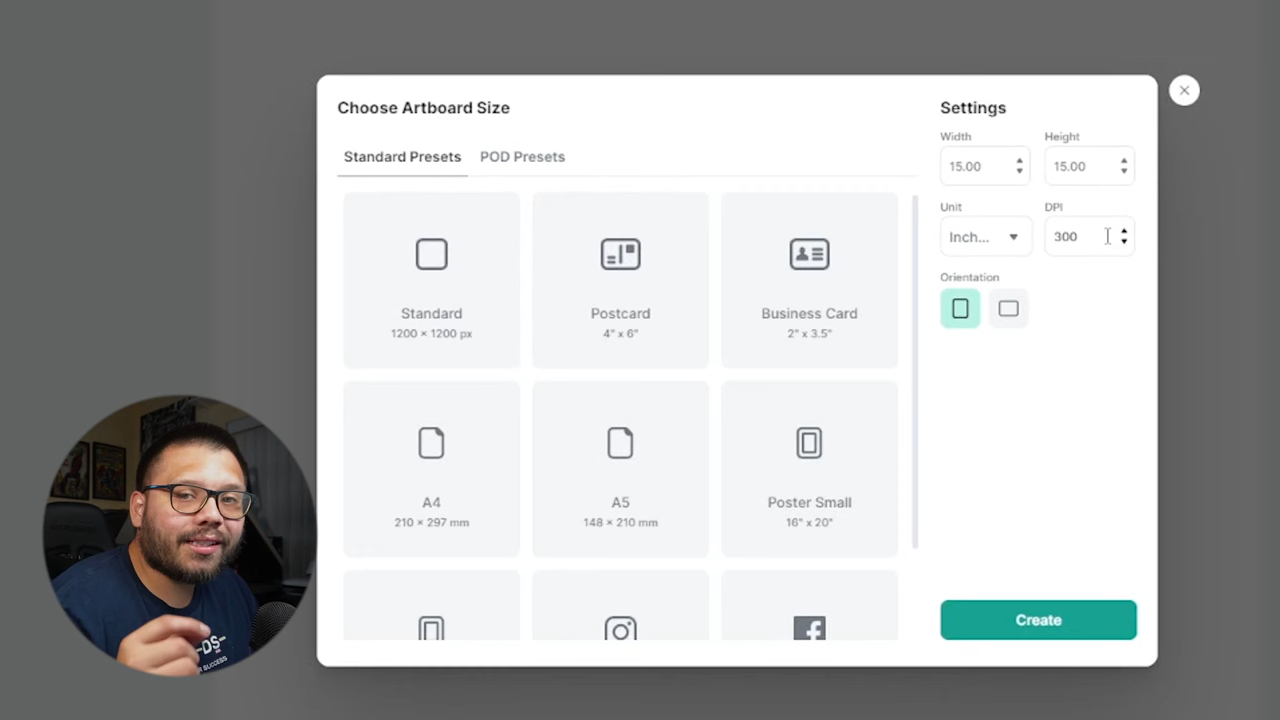 Choose Artboard Size
Standard Presets POD Presets
Standard
1200 × 1200 px
Postcard
4" x 6"
Business Card
2" x 3.5"
A4
210 × 297 mm
A5
148 × 210 mm
Poster Small
16" x 20"
Settings
Width Height
15.00 15.00
Unit DPI
Inch... 300
Orientation
Create
-DS-
SUCCESS